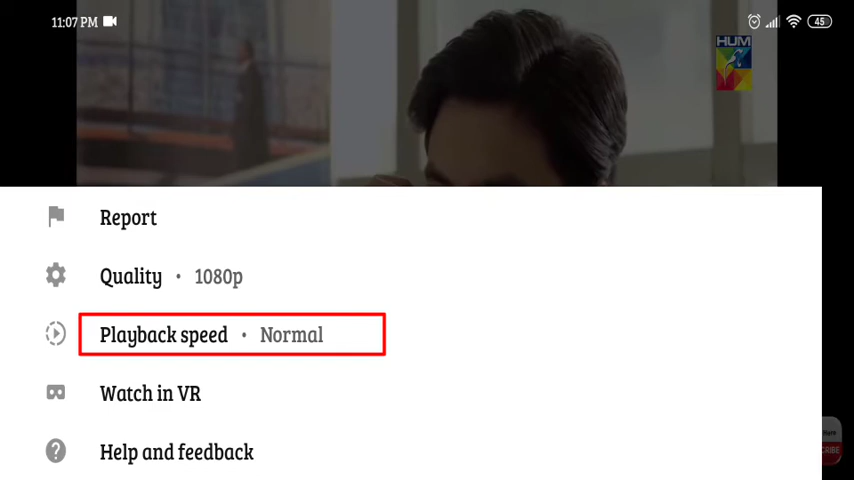 11:07 PM
45
HUM
Report
Quality • 1080p
Playback speed • Normal
Watch in VR
Help and feedback